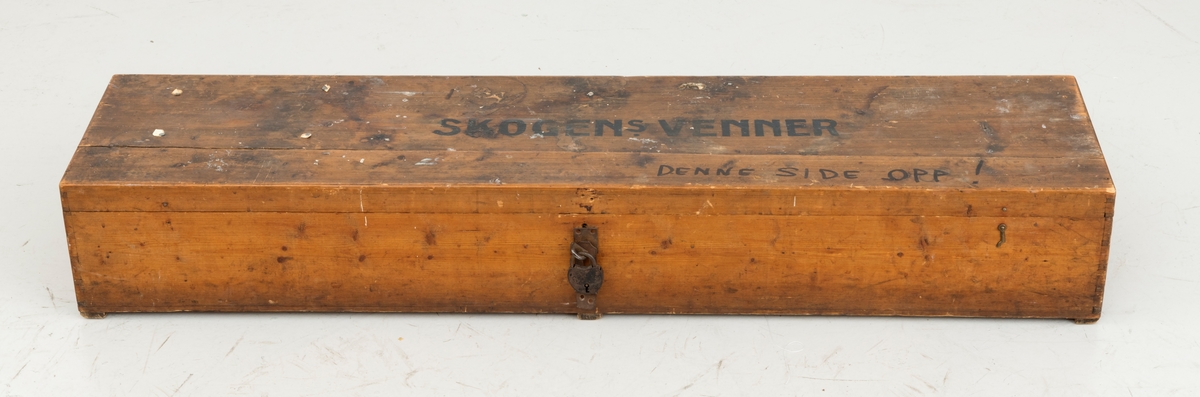 SKOGENS VENNER
DENNE SIDE OPP!